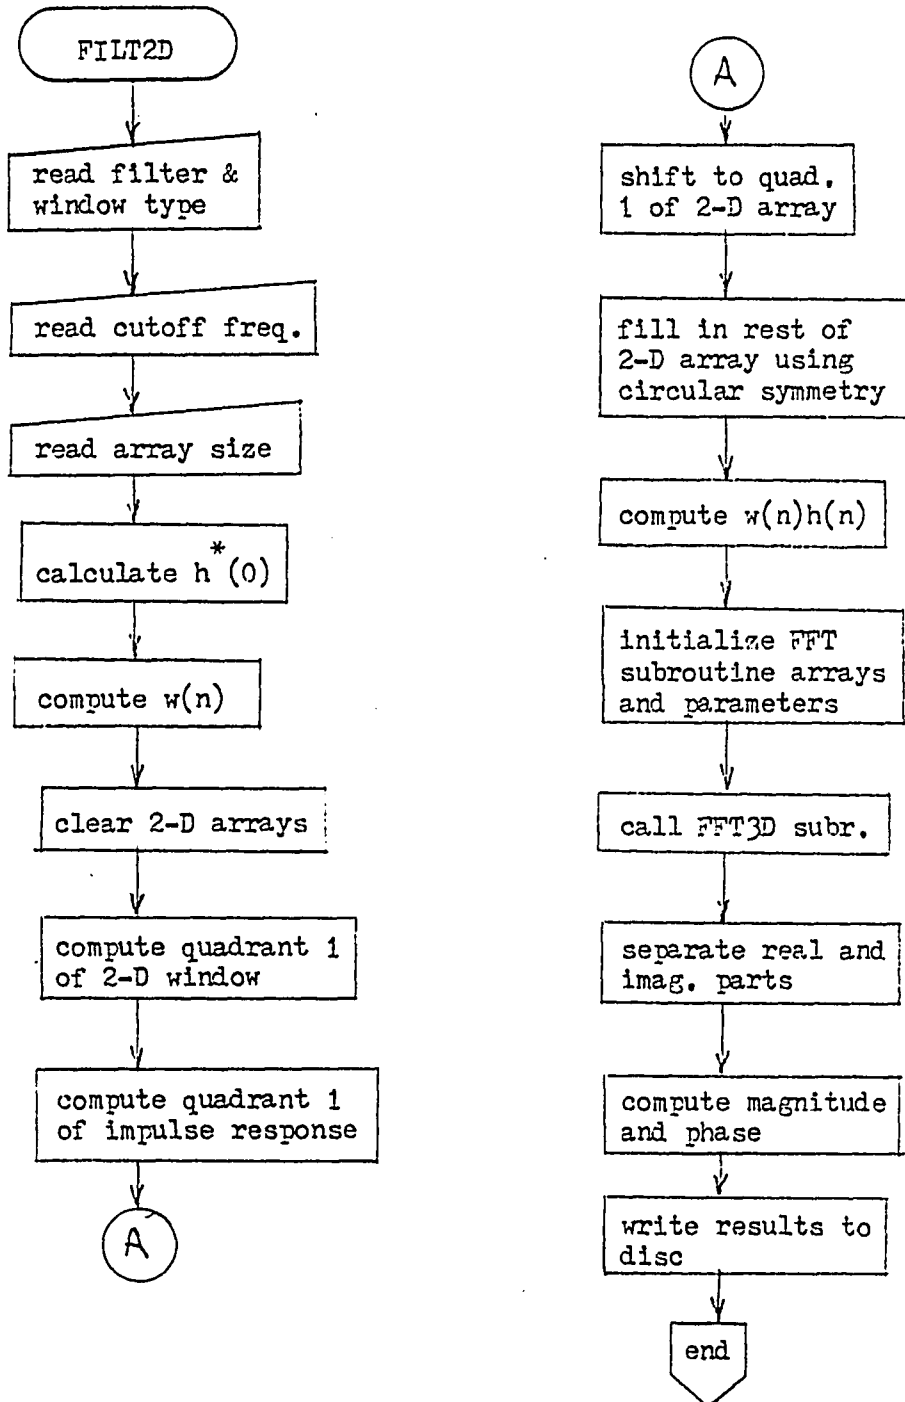 FILT2D
read filter &
window type
read cutoff freq.
read array size
calculate h*(0)
compute w(n)
clear 2-D arrays
compute quadrant 1
of 2-D window
compute quadrant 1
of impulse response
A
A
shift to quad.
1 of 2-D array
fill in rest of
2-D array using
circular symmetry
compute w(n)h(n)
initialize FFT
subroutine arrays
and parameters
call FFT3D subr.
separate real and
imag. parts
compute magnitude
and phase
write results to
disc
end